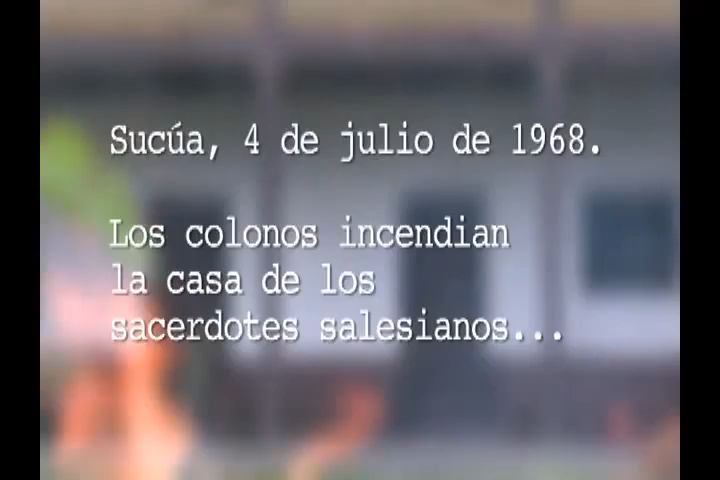 Sucúa, 4 de julio de 1968.
Los colonos incendian
la casa de los
sacerdotes salesianos...